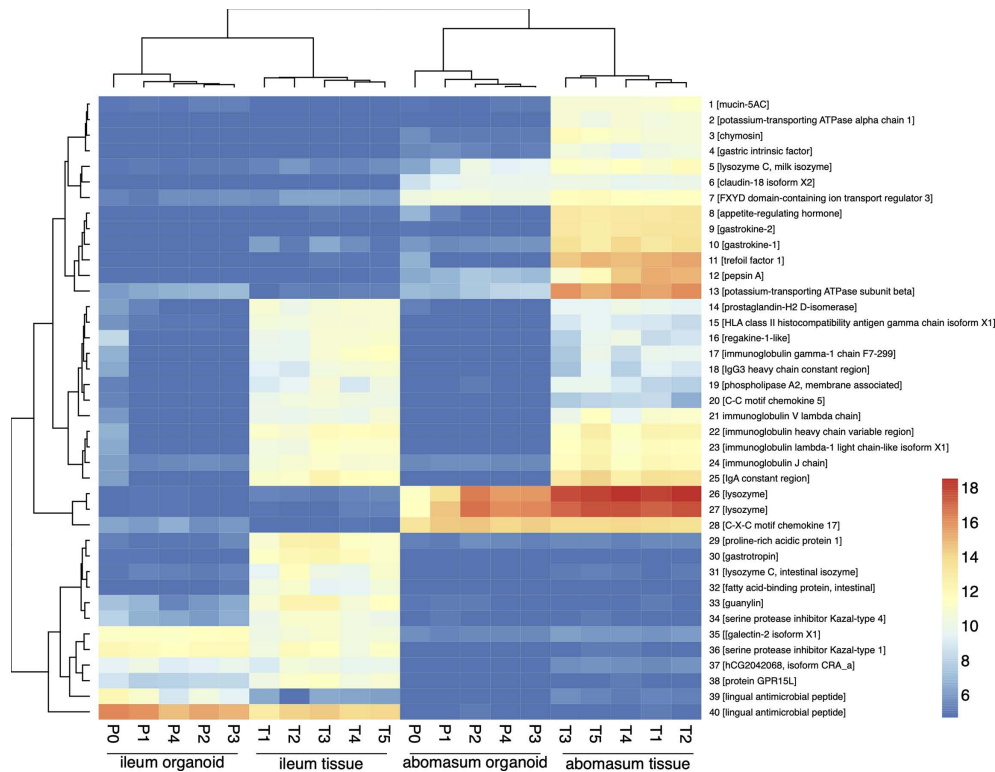 1 [mucin-5AC]
2 [potassium-transporting ATPase alpha chain 1]
3 [chymosin]
4 [gastric intrinsic factor]
5 [lysozyme C, milk isozyme]
6 [claudin-18 isoform X2]
7 [FXYD domain-containing ion transport regulator 3]
8 [appetite-regulating hormone]
9 [gastrokine-2]
10 [gastrokine-1]
11 [trefoil factor 1]
12 [pepsin A]
13 [potassium-transporting ATPase subunit beta]
14 [prostaglandin-H2 D-isomerase]
15 [HLA class II histocompatibility antigen gamma chain isoform X1]
16 [regakine-1-like]
17 [immunoglobulin gamma-1 chain F7-299]
18 [IgG3 heavy chain constant region]
19 [phospholipase A2, membrane associated]
20 [C-C motif chemokine 5]
21 immunoglobulin V lambda chain]
22 [immunoglobulin heavy chain variable region]
23 [immunoglobulin lambda-1 light chain-like isoform X1]
24 [immunoglobulin J chain]
25 [IgA constant region]
26 [lysozyme]
27 [lysozyme]
28 [C-X-C motif chemokine 17]
29 [proline-rich acidic protein 1]
30 [gastrotropin]
31 [lysozyme C, intestinal isozyme]
32 [fatty acid-binding protein, intestinal]
33 [guanylin]
34 [serine protease inhibitor Kazal-type 4]
35 [[galectin-2 isoform X1]
36 [serine protease inhibitor Kazal-type 1]
37 [hCG2042068, isoform CRA_a]
38 [protein GPR15L]
39 [lingual antimicrobial peptide]
40 [lingual antimicrobial peptide]
18
16
14
12
10
8
6
P0 P1 P4 P2 P3 T1 T2 T3 T4 T5 P0 P1 P2 P4 P3 T3 T5 T4 T1 T2
ileum organoid ileum tissue abomasum organoid abomasum tissue